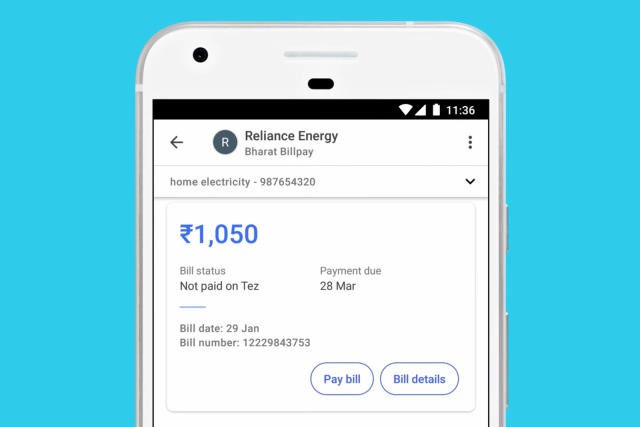 11:36
R
Reliance Energy
Bharat Billpay
home electricity - 987654320
₹1,050
Bill status
Payment due
Not paid on Tez
28 Mar
Bill date: 29 Jan
Bill number: 12229843753
Pay bill
Bill details